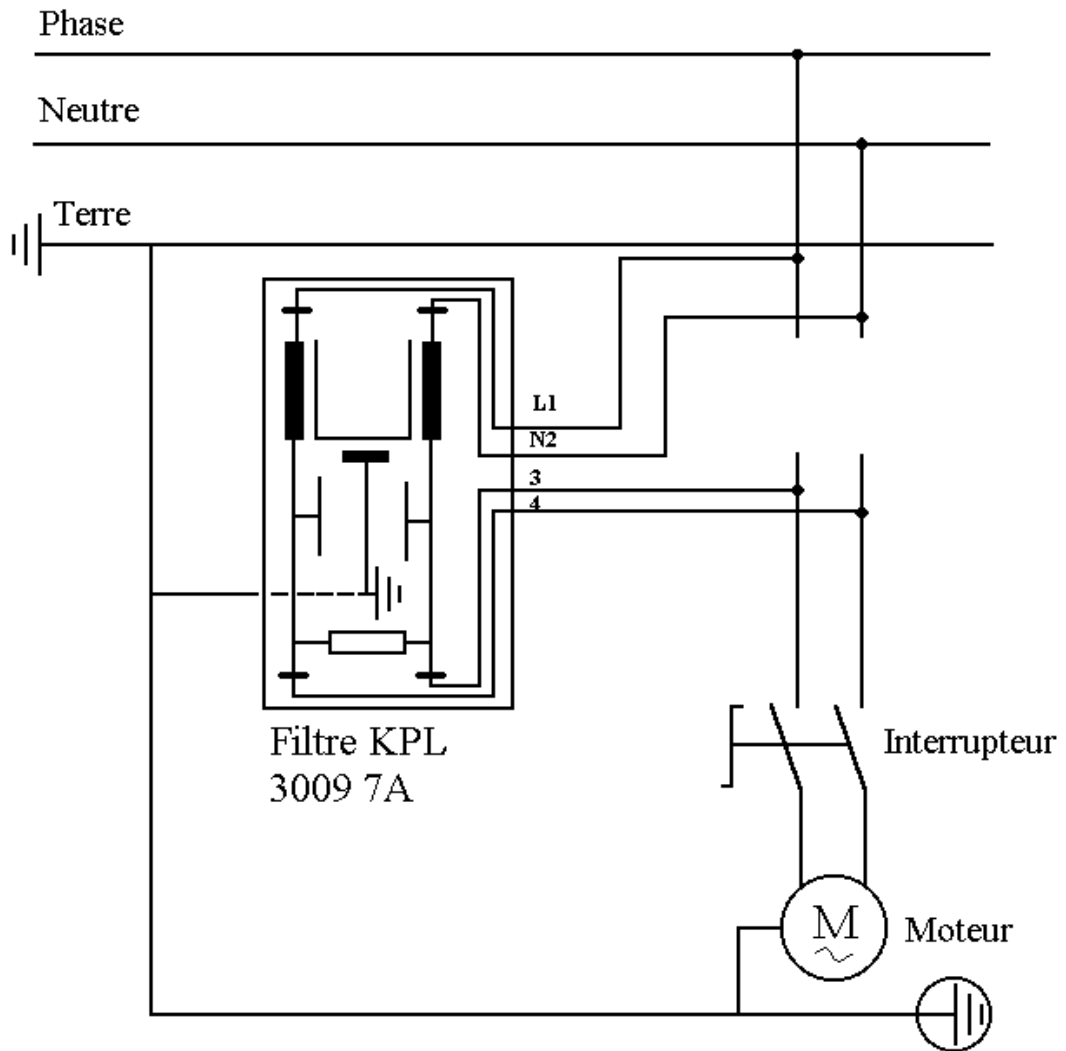 Phase
Neutre
Terre
L1
N2
3
4
Filtre KPL
3009 7A
Interrupteur
M
Moteur